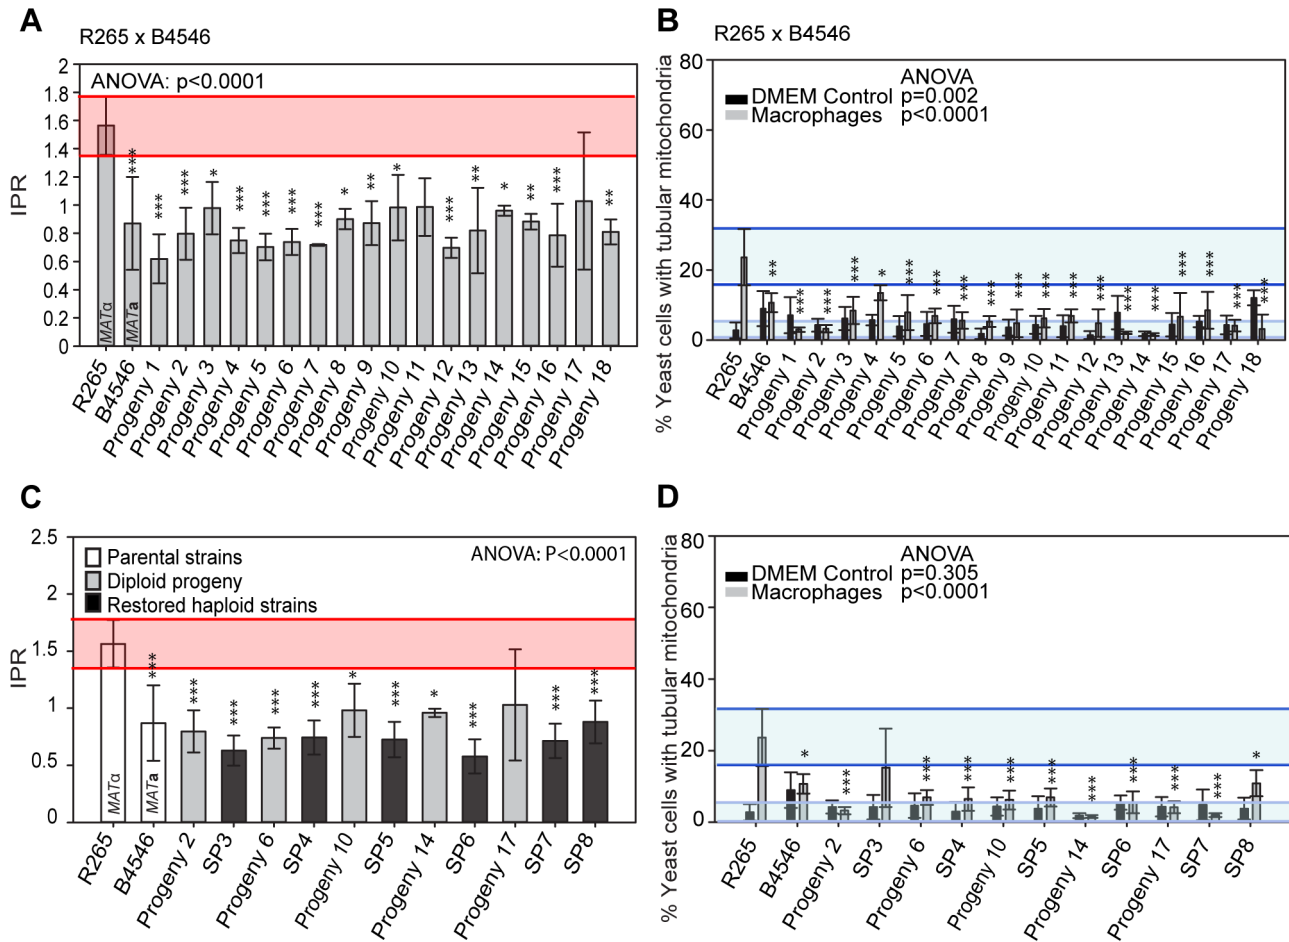 A
R265 x B4546
ANOVA: p<0.0001
IPR
2
1.8
1.6
1.4
1.2
1
0.8
0.6
0.4
0.2
0
***
***
***
*
***
***
***
***
*
**
*
***
**
*
**
***
**
MATα
MATa
R265
B4546
Progeny 1
Progeny 2
Progeny 3
Progeny 4
Progeny 5
Progeny 6
Progeny 7
Progeny 8
Progeny 9
Progeny 10
Progeny 11
Progeny 12
Progeny 13
Progeny 14
Progeny 15
Progeny 16
Progeny 17
Progeny 18
B
R265 x B4546
% Yeast cells with tubular mitochondria
80
60
40
20
0
ANOVA
DMEM Control p=0.002
Macrophages p<0.0001
**
***
***
***
*
***
***
***
***
***
***
***
***
***
***
***
***
***
***
R265
B4546
Progeny 1
Progeny 2
Progeny 3
Progeny 4
Progeny 5
Progeny 6
Progeny 7
Progeny 8
Progeny 9
Progeny 10
Progeny 11
Progeny 12
Progeny 13
Progeny 14
Progeny 15
Progeny 16
Progeny 17
Progeny 18
C
IPR
2.5
2
1.5
1
0.5
0
Parental strains
Diploid progeny
Restored haploid strains
ANOVA: P<0.0001
***
***
***
***
***
*
***
*
***
***
***
MATα
MATa
R265
B4546
Progeny 2
SP3
Progeny 6
SP4
Progeny 10
SP5
Progeny 14
SP6
Progeny 17
SP7
SP8
D
% Yeast cells with tubular mitochondria
80
60
40
20
0
ANOVA
DMEM Control p=0.305
Macrophages p<0.0001
*
***
***
***
***
***
***
***
***
***
*
R265
B4546
Progeny 2
SP3
Progeny 6
SP4
Progeny 10
SP5
Progeny 14
SP6
Progeny 17
SP7
SP8